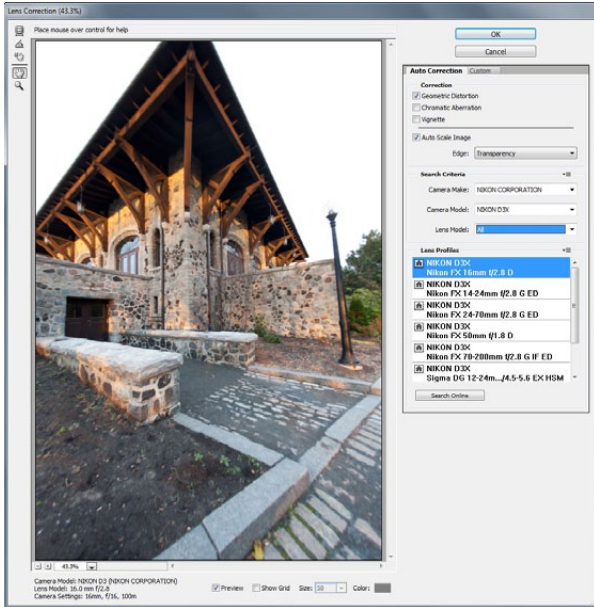 Lens Correction (43.3%)
Place mouse over control for help
OK
Cancel
Auto Correction
Custom
Correction
Geometric Distortion
Chromatic Aberration
Vignette
Auto Scale Image
Edge: Transparency
Search Criteria
Camera Make: NIKON CORPORATION
Camera Model: NIKON D3X
Lens Model: All
Lens Profiles
NIKON D3X
Nikon FX 16mm f/2.8 D
NIKON D3X
Nikon FX 14-24mm f/2.8 G ED
NIKON D3X
Nikon FX 24-70mm f/2.8 G ED
NIKON D3X
Nikon FX 50mm f/1.8 D
NIKON D3X
Nikon FX 70-200mm f/2.8 G IF ED
NIKON D3X
Sigma DG 12-24m.../4.5-5.6 EX HSM
Search Online
43.3%
Camera Model: NIKON D3 (NIKON CORPORATION)
Lens Model: 16.0 mm f/2.8
Camera Settings: 16mm, f/16, 100m
Preview
Show Grid
Size: 58
Color: